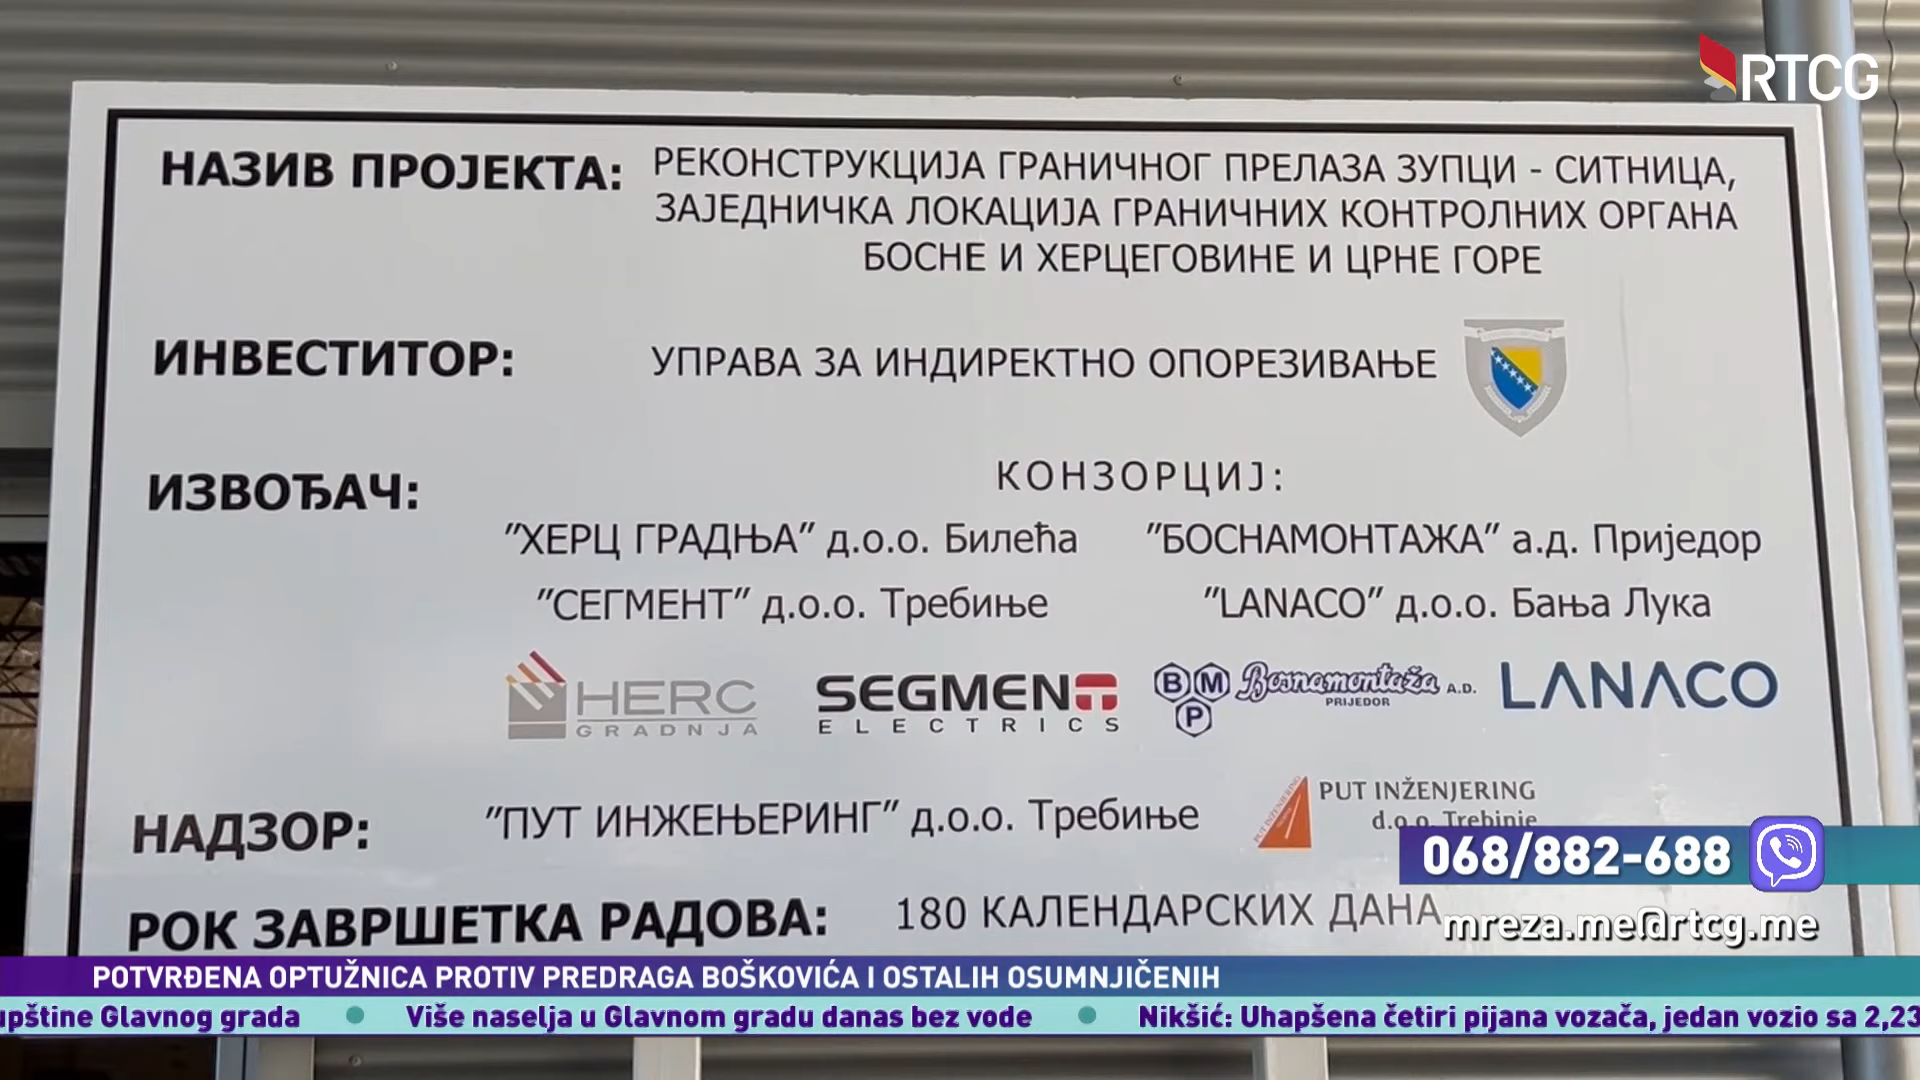 RTCG
НАЗИВ ПРОЈЕКТА: РЕКОНСТРУКЦИЈА ГРАНИЧНОГ ПРЕЛАЗА ЗУПЦИ - СИТНИЦА,
ЗАЈЕДНИЧКА ЛОКАЦИЈА ГРАНИЧНИХ КОНТРОЛНИХ ОРГАНА
БОСНЕ И ХЕРЦЕГОВИНЕ И ЦРНЕ ГОРЕ
ИНВЕСТИТОР: УПРАВА ЗА ИНДИРЕКТНО ОПОРЕЗИВАЊЕ
ИЗВОЂАЧ: КОНЗОРЦИЈ:
"ХЕРЦ ГРАДЊА" д.о.о. Билећа "БОСНАМОНТАЖА" а.д. Приједор
"СЕГМЕНТ" д.о.о. Требиње "LANACO" д.о.о. Бања Лука
HERC GRADNJA SEGMENT ELECTRICS BMP Bosnamontaža A.D. PRIJEDOR LANACO
НАДЗОР: "ПУТ ИНЖЕЊЕРИНГ" д.о.о. Требиње PUT INŽENJERING
d.o.o. Trebinje
068/882-688
РОК ЗАВРШЕТКА РАДОВА: 180 КАЛЕНДАРСКИХ ДАНА
mreza.me@rtcg.me
POTVRĐENA OPTUŽNICA PROTIV PREDRAGA BOŠKOVIĆA I OSTALIH OSUMNJIČENIH
upštine Glavnog grada • Više naselja u Glavnom gradu danas bez vode • Nikšić: Uhapšena četiri pijana vozača, jedan vozio sa 2,23